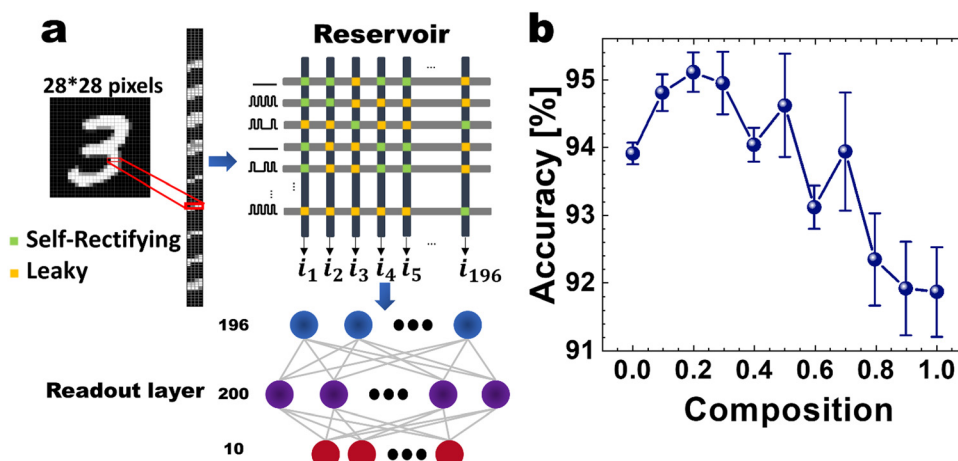 a
28*28 pixels
Self-Rectifying
Leaky
Reservoir
...
⋮
⋮
⋮
...
i₁ i₂ i₃ i₄ i₅ i₁₉₆
196
Readout layer 200
10
b
Accuracy [%]
95
94
93
92
91
0.0 0.2 0.4 0.6 0.8 1.0
Composition